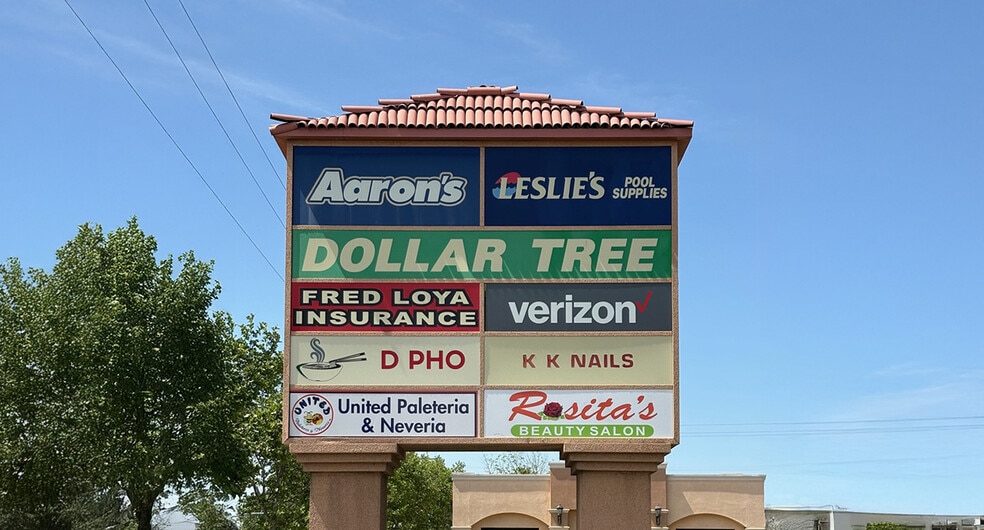 Aaron's
LESLIE'S POOL SUPPLIES
DOLLAR TREE
FRED LOYA
INSURANCE
verizon
D PHO
K K NAILS
UNITED
United Paleteria
& Neveria
Rosita's
BEAUTY SALON